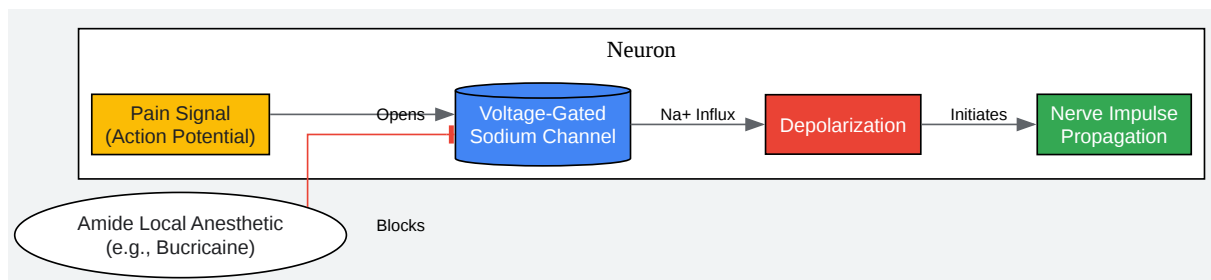 Neuron
Pain Signal
(Action Potential)
Opens
Voltage-Gated
Sodium Channel
Na+ Influx
Depolarization
Initiates
Nerve Impulse
Propagation
Amide Local Anesthetic
(e.g., Bucricaine)
Blocks